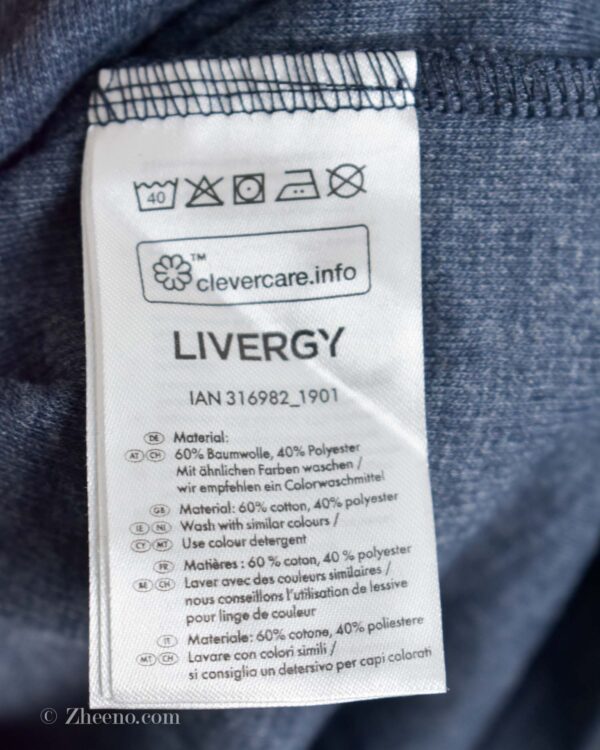 40
™
clevercare.info
LIVERGY
IAN 316982_1901
DE Material:
AT CH 60% Baumwolle, 40% Polyester
Mit ähnlichen Farben waschen /
wir empfehlen ein Colorwaschmittel
GB Material: 60% cotton, 40% polyester
IE NI Wash with similar colours /
CY MT Use colour detergent
FR Matières : 60 % coton, 40 % polyester
BE CH Laver avec des couleurs similaires /
nous conseillons l'utilisation de lessive
pour linge de couleur
IT Materiale: 60% cotone, 40% poliestere
MT CH Lavare con colori simili /
si consiglia un detersivo per capi colorati
© Zheeno.com